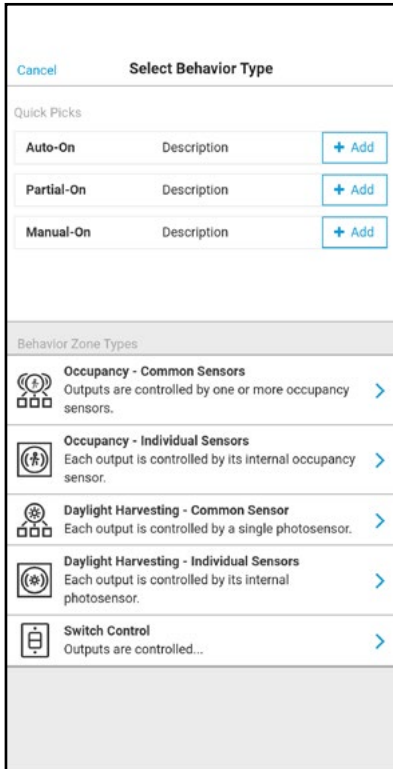 Cancel Select Behavior Type
Quick Picks
Auto-On Description + Add
Partial-On Description + Add
Manual-On Description + Add
Behavior Zone Types
Occupancy - Common Sensors
Outputs are controlled by one or more occupancy
sensors.
Occupancy - Individual Sensors
Each output is controlled by its internal occupancy
sensor.
Daylight Harvesting - Common Sensor
Each output is controlled by a single photosensor.
Daylight Harvesting - Individual Sensors
Each output is controlled by its internal
photosensor.
Switch Control
Outputs are controlled...